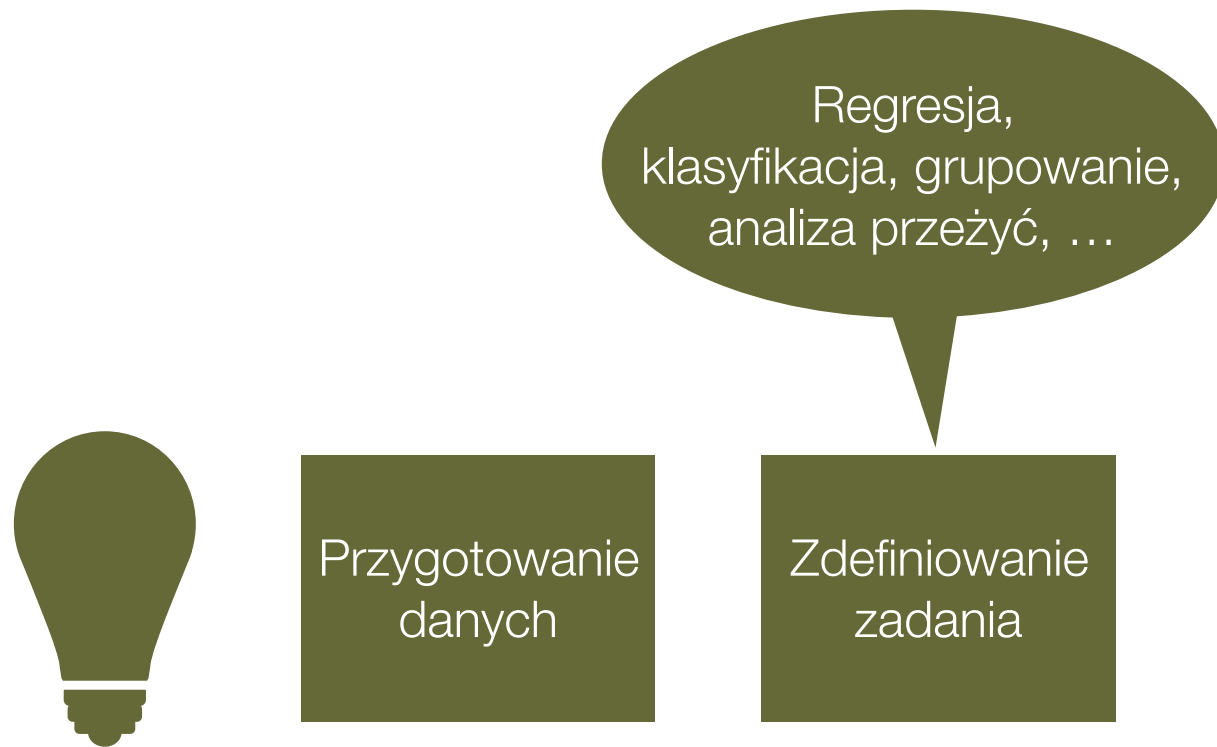 Regresja,
klasyfikacja, grupowanie,
analiza przeżyć, …
Przygotowanie
danych
Zdefiniowanie
zadania